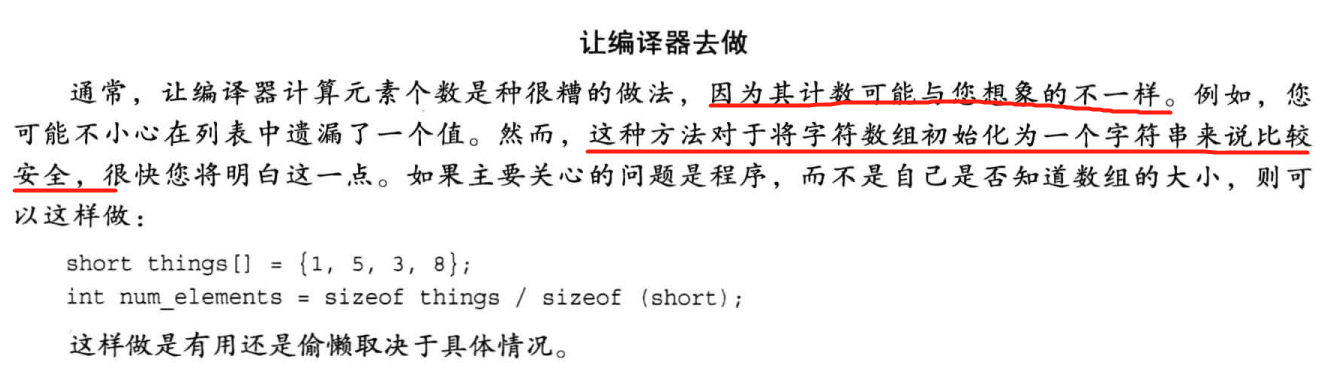 让编译器去做
通常，让编译器计算元素个数是种很糟的做法，因为其计数可能与您想象的不一样。例如，您
可能不小心在列表中遗漏了一个值。然而，这种方法对于将字符数组初始化为一个字符串来说比较
安全，很快您将明白这一点。如果主要关心的问题是程序，而不是自己是否知道数组的大小，则可
以这样做：
short things[] = {1, 5, 3, 8};
int num_elements = sizeof things / sizeof (short);
这样做是有用还是偷懒取决于具体情况。